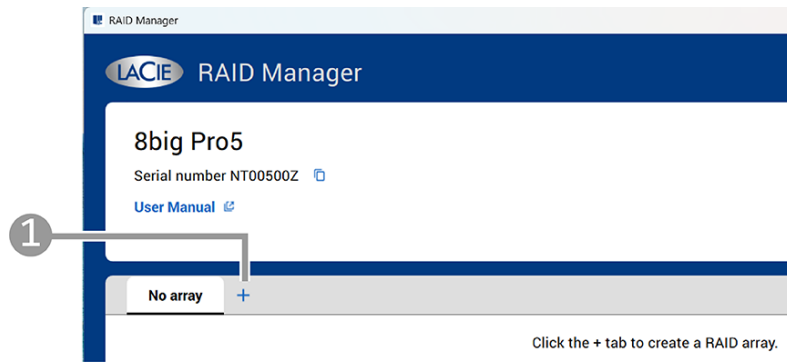 RAID Manager
LACIE RAID Manager
8big Pro5
Serial number NT00500Z
User Manual
1
No array +
Click the + tab to create a RAID array.